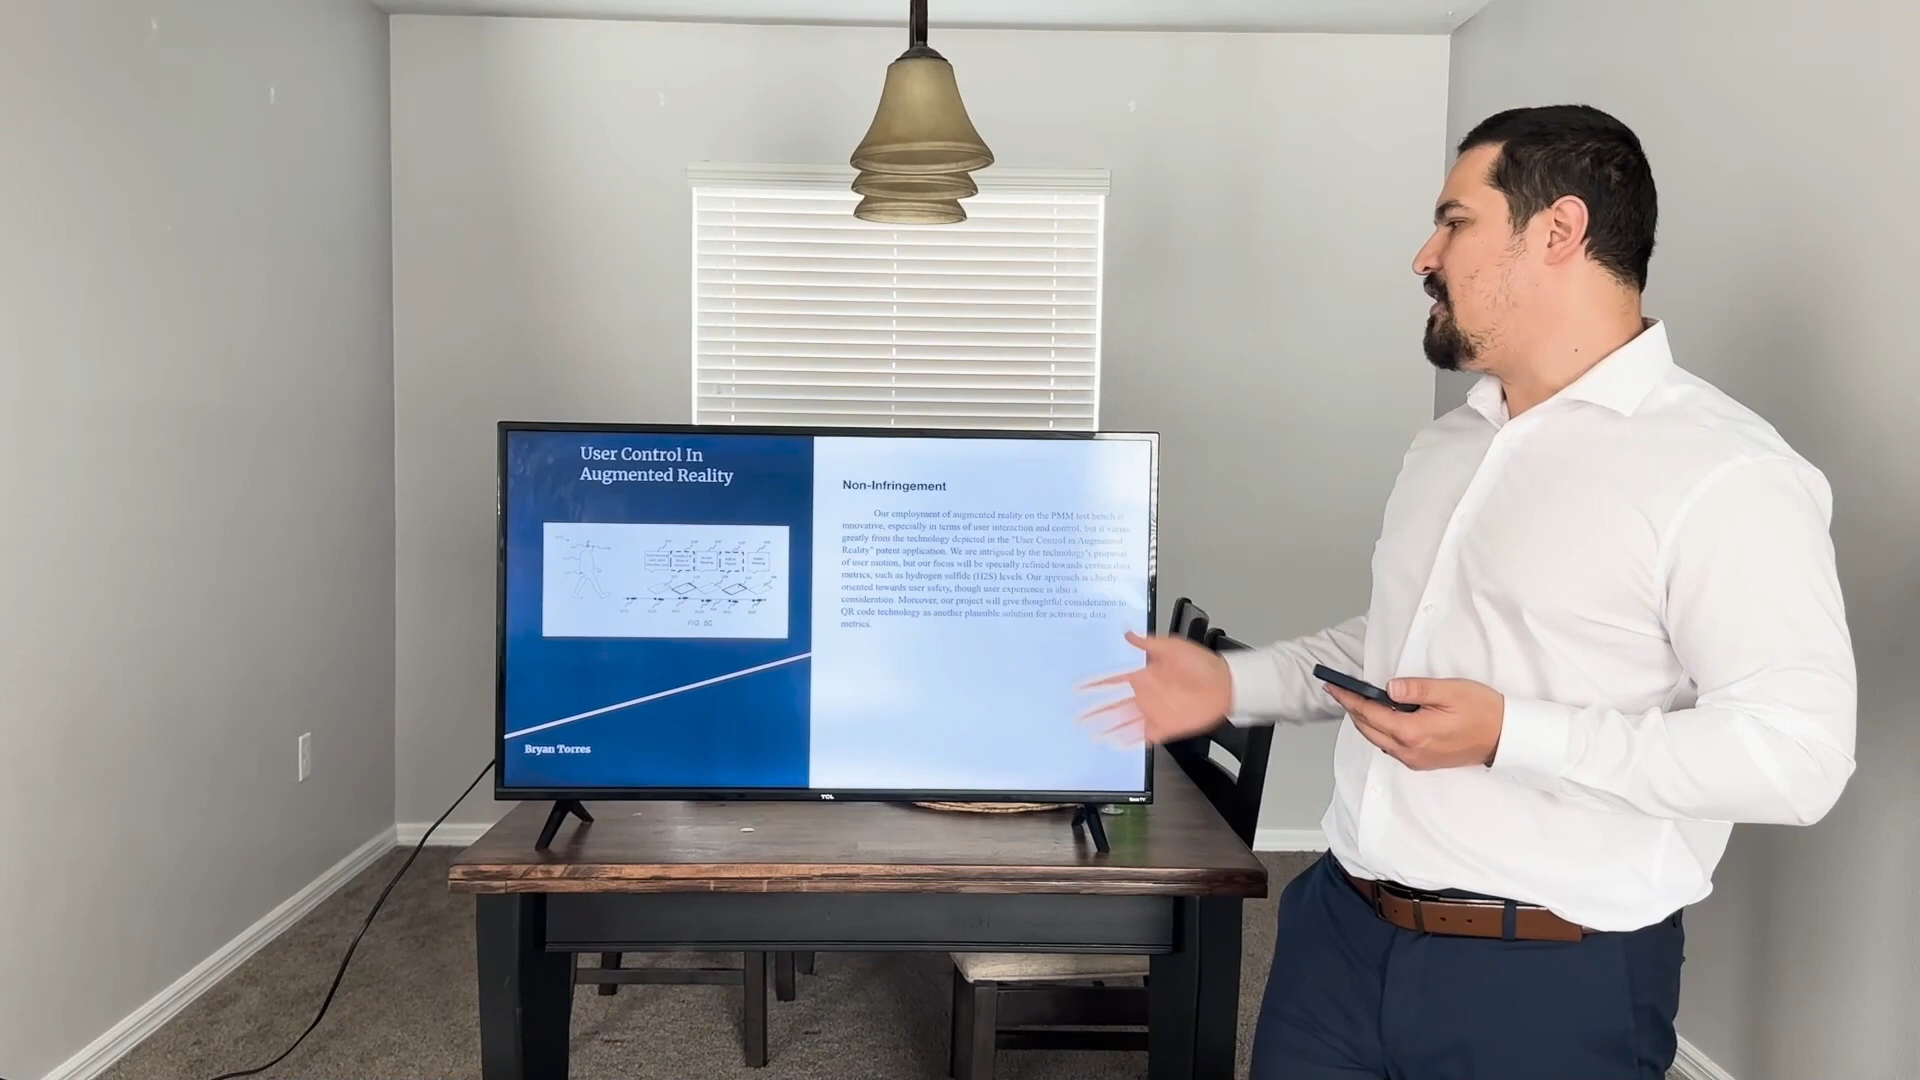 User Control In
Augmented Reality
FIG. 5C
Bryan Torres
Non-Infringement
Our employment of augmented reality on the PMM test bench is
innovative, especially in terms of user interaction and control, but it varies
greatly from the technology depicted in the "User Control in Augmented
Reality" patent application. We are intrigued by the technology's proposal
of user motion, but our focus will be specially refined towards certain data
metrics, such as hydrogen sulfide (H2S) levels. Our approach is chiefly
oriented towards user safety, though user experience is also a
consideration. Moreover, our project will give thoughtful consideration to
QR code technology as another plausible solution for activating data
metrics.
TCL
Roku TV